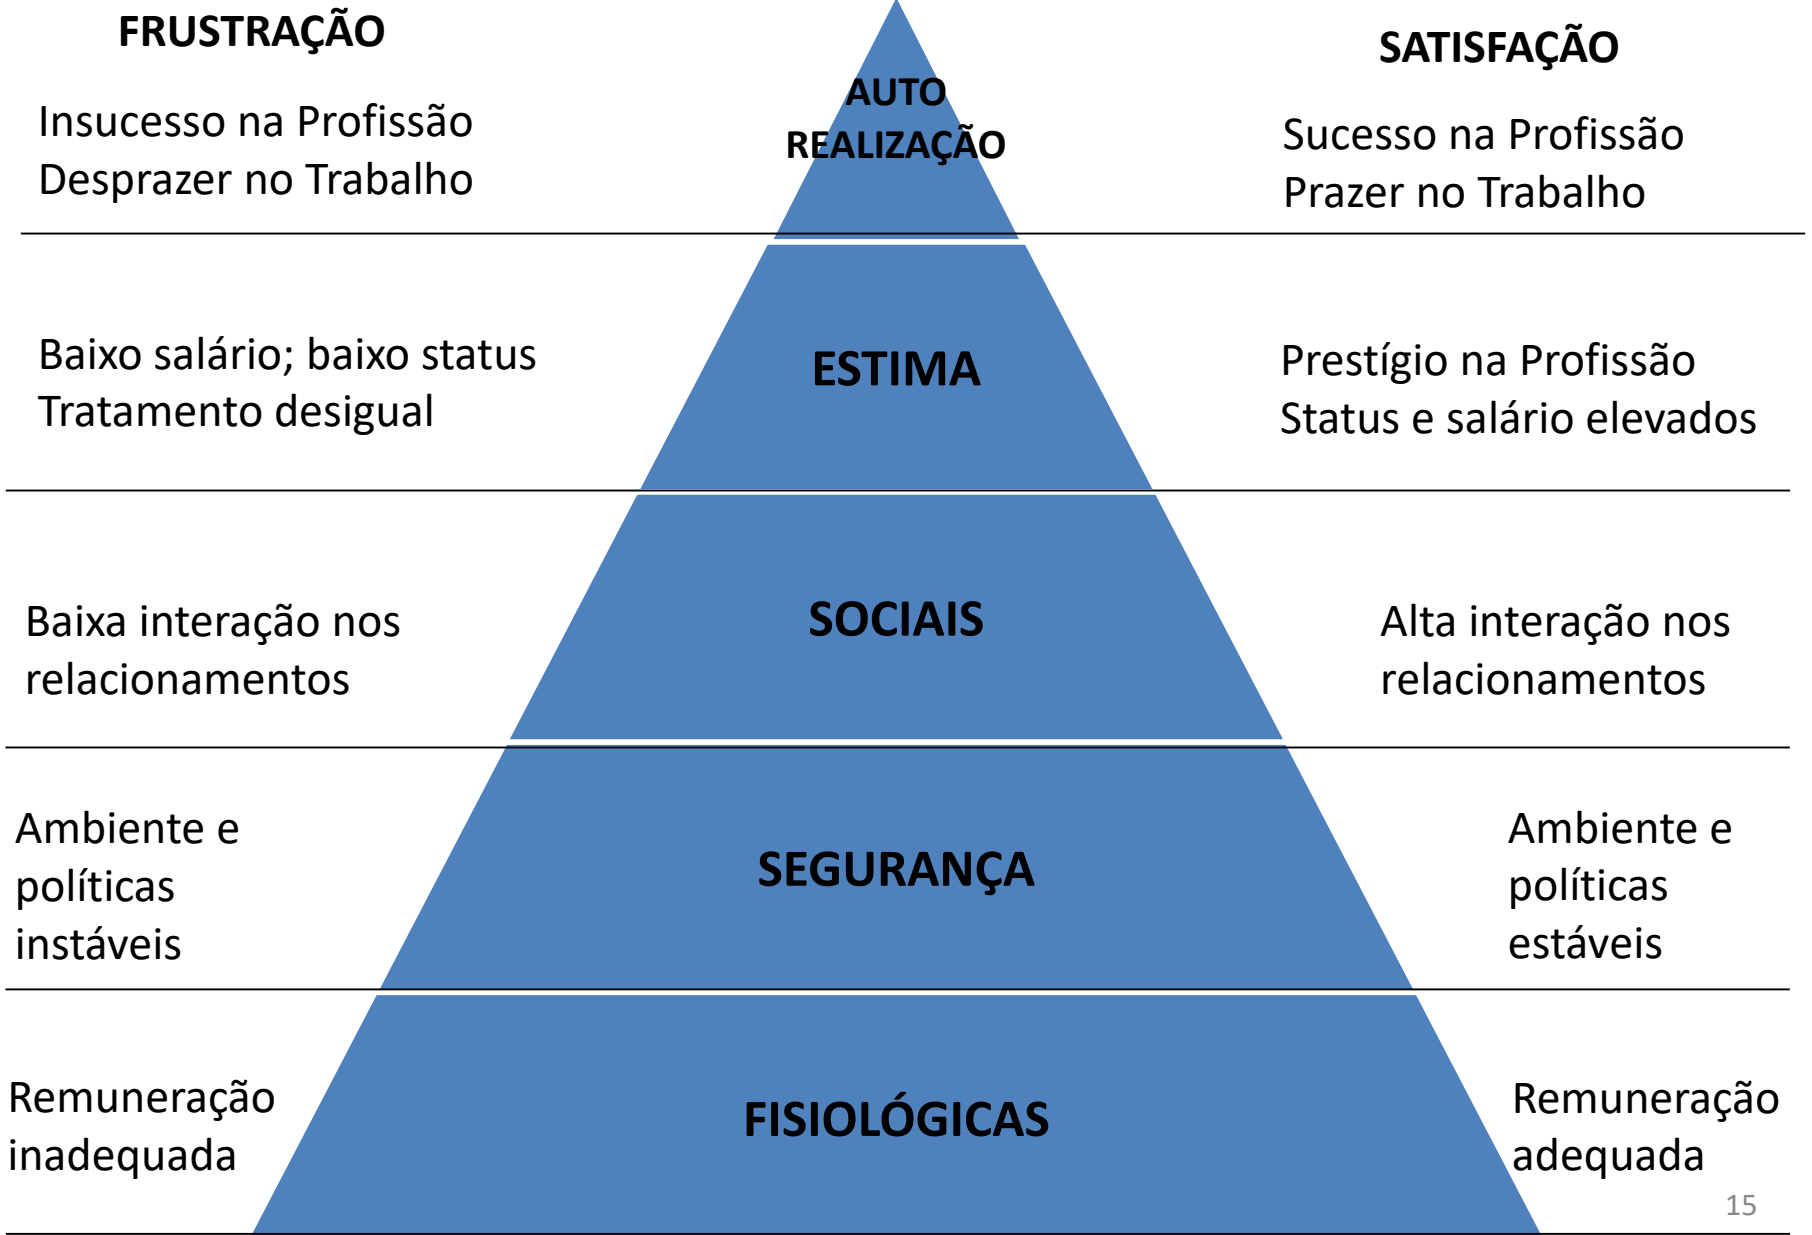 FRUSTRAÇÃO
SATISFAÇÃO
Insucesso na Profissão
Desprazer no Trabalho
AUTO
REALIZAÇÃO
Sucesso na Profissão
Prazer no Trabalho
Baixo salário; baixo status
Tratamento desigual
ESTIMA
Prestígio na Profissão
Status e salário elevados
Baixa interação nos
relacionamentos
SOCIAIS
Alta interação nos
relacionamentos
Ambiente e
políticas
instáveis
SEGURANÇA
Ambiente e
políticas
estáveis
Remuneração
inadequada
FISIOLÓGICAS
Remuneração
adequada
15